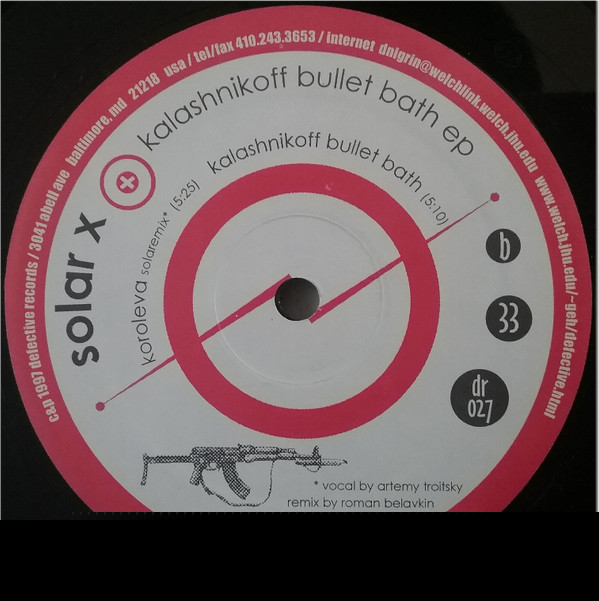 c&p 1997 defective records / 3041 abell ave baltimore, md 21218 usa / tel/fax 410.243.3653 / internet dnigrin@welchlink.welch.jhu.edu www.welch.jhu.edu/~geh/defective.html
solar x
kalashnikoff bullet bath ep
koroleva solaremix* (5:25)
kalashnikoff bullet bath (5:10)
b
33
dr
027
* vocal by artemy troitsky
remix by roman belavkin